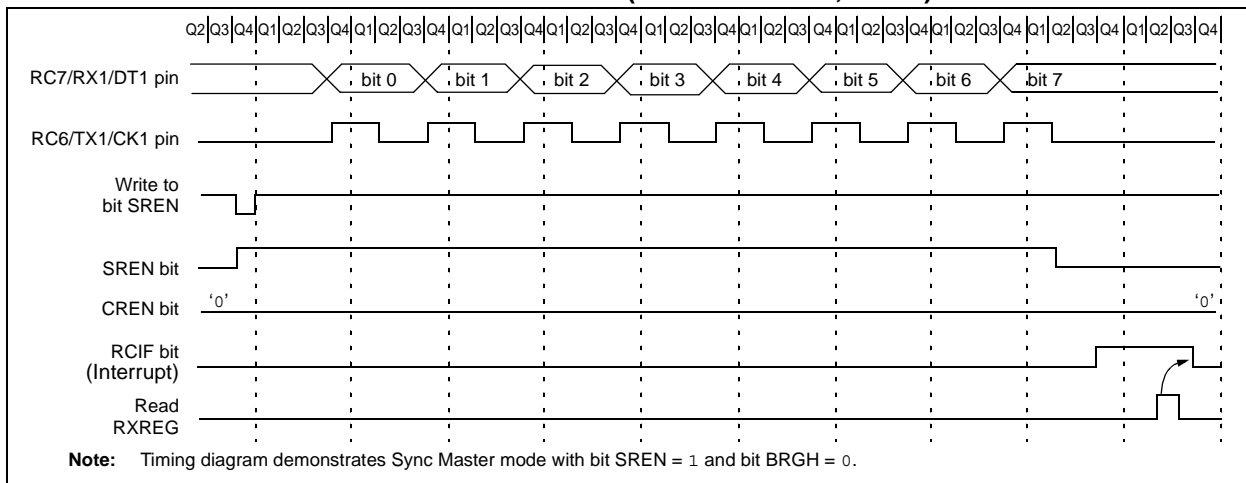 Q2 Q3 Q4 Q1 Q2 Q3 Q4 Q1 Q2 Q3 Q4 Q1 Q2 Q3 Q4 Q1 Q2 Q3 Q4 Q1 Q2 Q3 Q4 Q1 Q2 Q3 Q4 Q1 Q2 Q3 Q4 Q1 Q2 Q3 Q4 Q1 Q2 Q3 Q4 Q1 Q2 Q3 Q4
RC7/RX1/DT1 pin bit 0 bit 1 bit 2 bit 3 bit 4 bit 5 bit 6 bit 7
RC6/TX1/CK1 pin
Write to
bit SREN
SREN bit
CREN bit ‘0’ ‘0’
RCIF bit
(Interrupt)
Read
RXREG
Note: Timing diagram demonstrates Sync Master mode with bit SREN = 1 and bit BRGH = 0.